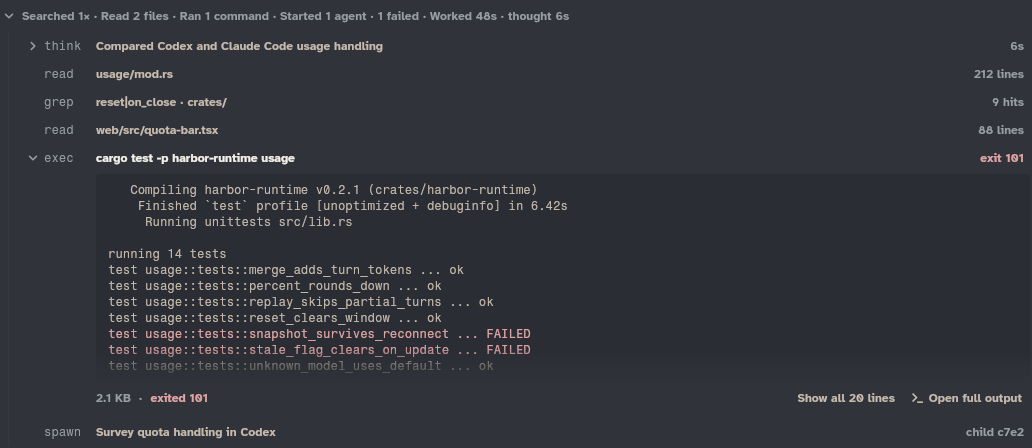 Searched 1× · Read 2 files · Ran 1 command · Started 1 agent · 1 failed · Worked 48s · thought 6s
think Compared Codex and Claude Code usage handling 6s
read usage/mod.rs 212 lines
grep reset|on_close · crates/ 9 hits
read web/src/quota-bar.tsx 88 lines
exec cargo test -p harbor-runtime usage exit 101
Compiling harbor-runtime v0.2.1 (crates/harbor-runtime)
Finished `test` profile [unoptimized + debuginfo] in 6.42s
Running unittests src/lib.rs
running 14 tests
test usage::tests::merge_adds_turn_tokens ... ok
test usage::tests::percent_rounds_down ... ok
test usage::tests::replay_skips_partial_turns ... ok
test usage::tests::reset_clears_window ... ok
test usage::tests::snapshot_survives_reconnect ... FAILED
test usage::tests::stale_flag_clears_on_update ... FAILED
test usage::tests::unknown_model_uses_default ... ok
2.1 KB · exited 101 Show all 20 lines >_ Open full output
spawn Survey quota handling in Codex child c7e2